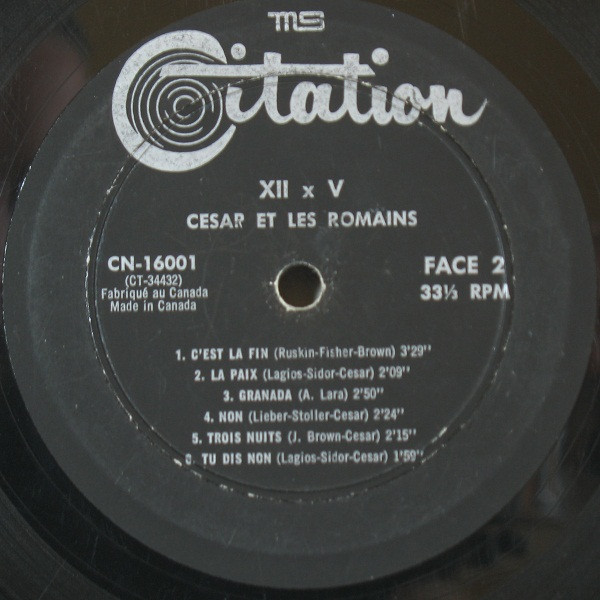 MS
Citation
XII x V
CESAR ET LES ROMAINS
CN-16001
(CT-34432)
Fabriqué au Canada
Made in Canada
FACE 2
33⅓ RPM
1. C'EST LA FIN (Ruskin-Fisher-Brown) 3'29"
2. LA PAIX (Lagios-Sidor-Cesar) 2'09"
3. GRANADA (A. Lara) 2'50"
4. NON (Lieber-Stoller-Cesar) 2'24"
5. TROIS NUITS (J. Brown-Cesar) 2'15"
6. TU DIS NON (Lagios-Sidor-Cesar) 1'59"